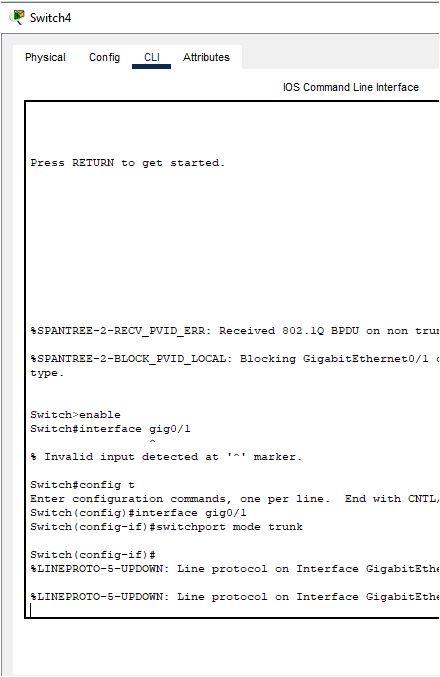 Switch4
Physical Config CLI Attributes
IOS Command Line Interface
Press RETURN to get started.
%SPANTREE-2-RECV_PVID_ERR: Received 802.1Q BPDU on non
%SPANTREE-2-BLOCK_PVID_LOCAL: Blocking GigabitEthernet0/1
type.
Switch>enable
Switch#interface gig0/1
^
% Invalid input detected at '^' marker.
Switch#config t
Enter configuration commands, one per line. End with CNTL/
Switch(config)#interface gig0/1
Switch(config-if)#switchport mode trunk
Switch(config-if)#
%LINEPROTO-5-UPDOWN: Line protocol on Interface
%LINEPROTO-5-UPDOWN: Line protocol on Interface